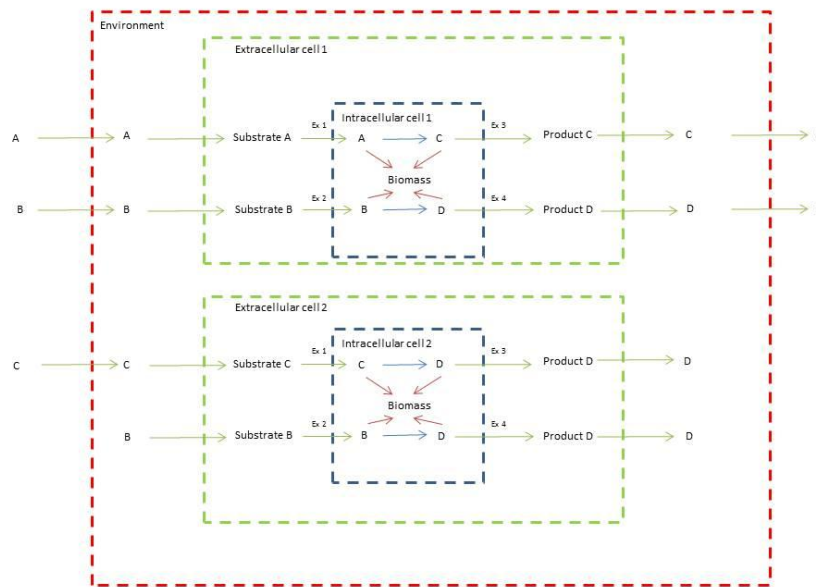 Environment
Extracellular cell 1
Intracellular cell 1
A A Substrate A Ex 1 A C Ex 3 Product C C
Biomass
B B Substrate B Ex 2 B D Ex 4 Product D D
Extracellular cell 2
Intracellular cell 2
C C Substrate C Ex 1 C D Ex 3 Product D D
Biomass
B Substrate B Ex 2 B D Ex 4 Product D D